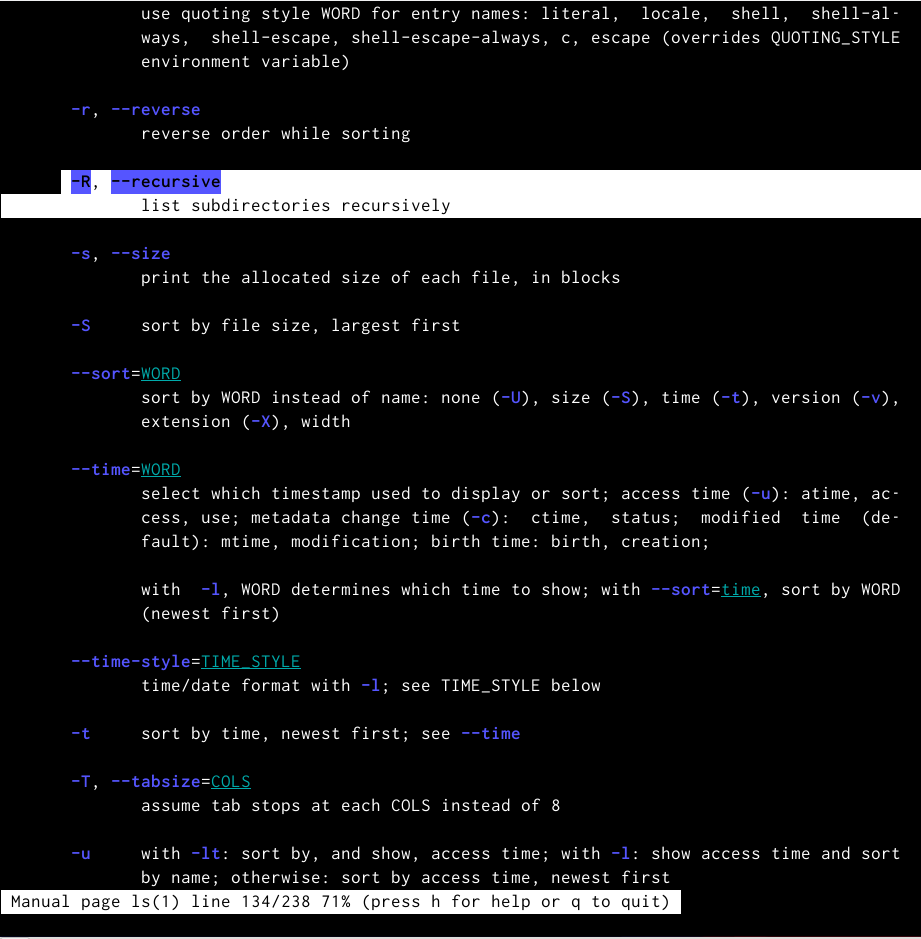 use quoting style WORD for entry names: literal, locale, shell, shell-al-
ways, shell-escape, shell-escape-always, c, escape (overrides QUOTING_STYLE
environment variable)
-r, --reverse
reverse order while sorting
-R, --recursive
list subdirectories recursively
-s, --size
print the allocated size of each file, in blocks
-S sort by file size, largest first
--sort=WORD
sort by WORD instead of name: none (-U), size (-S), time (-t), version (-v),
extension (-X), width
--time=WORD
select which timestamp used to display or sort; access time (-u): atime, ac-
cess, use; metadata change time (-c): ctime, status; modified time (de-
fault): mtime, modification; birth time: birth, creation;
with -l, WORD determines which time to show; with --sort=time, sort by WORD
(newest first)
--time-style=TIME_STYLE
time/date format with -l; see TIME_STYLE below
-t sort by time, newest first; see --time
-T, --tabsize=COLS
assume tab stops at each COLS instead of 8
-u with -lt: sort by, and show, access time; with -l: show access time and sort
by name; otherwise: sort by access time, newest first
Manual page ls(1) line 134/238 71% (press h for help or q to quit)